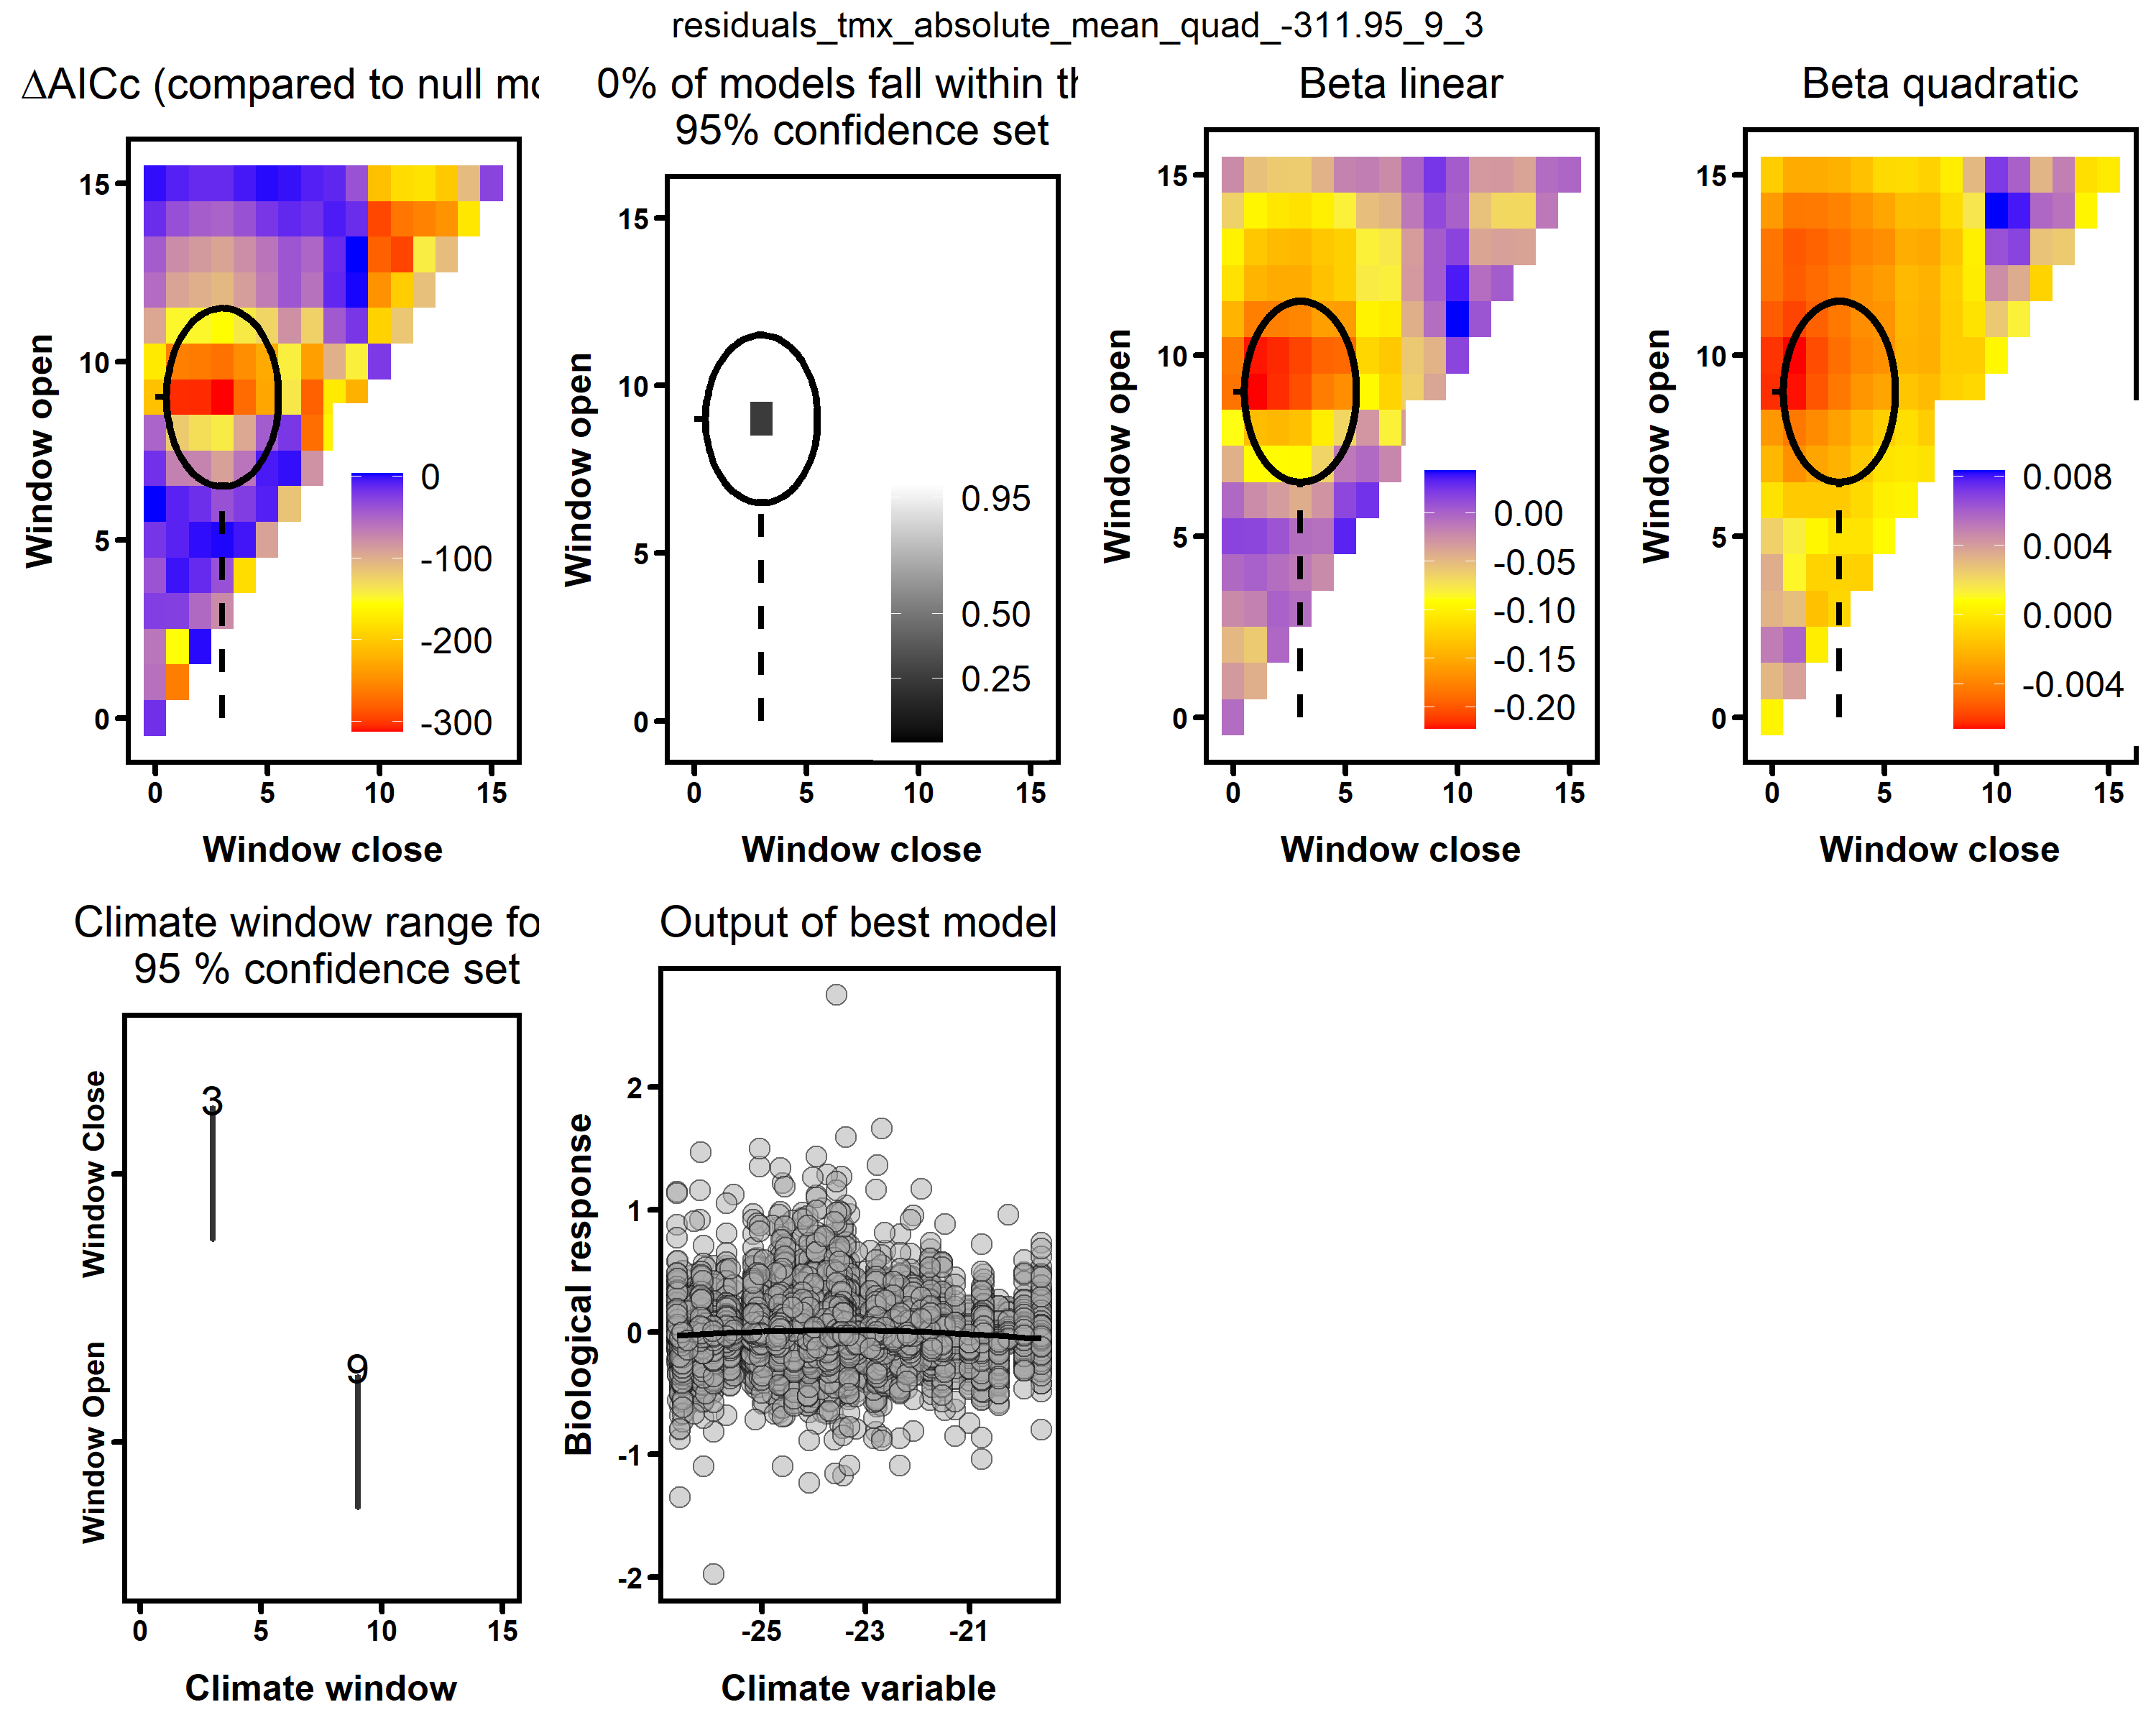 residuals_tmx_absolute_mean_quad_-311.95_9_3
ΔAICc (compared to null mo
15
10
5
0
0
-100
-200
-300
0
5
10
15
Window open
Window close
0% of models fall within th
95% confidence set
15
10
5
0
0.95
0.50
0.25
0
5
10
15
Window open
Window close
Beta linear
15
10
5
0
0.00
-0.05
-0.10
-0.15
-0.20
0
5
10
15
Window open
Window close
Beta quadratic
15
10
5
0
0.008
0.004
0.000
-0.004
0
5
10
15
Window open
Window close
Climate window range fo
95 % confidence set
Window Close
Window Open
3
9
0
5
10
15
Climate window
Output of best model
2
1
0
-1
-2
-25
-23
-21
Biological response
Climate variable